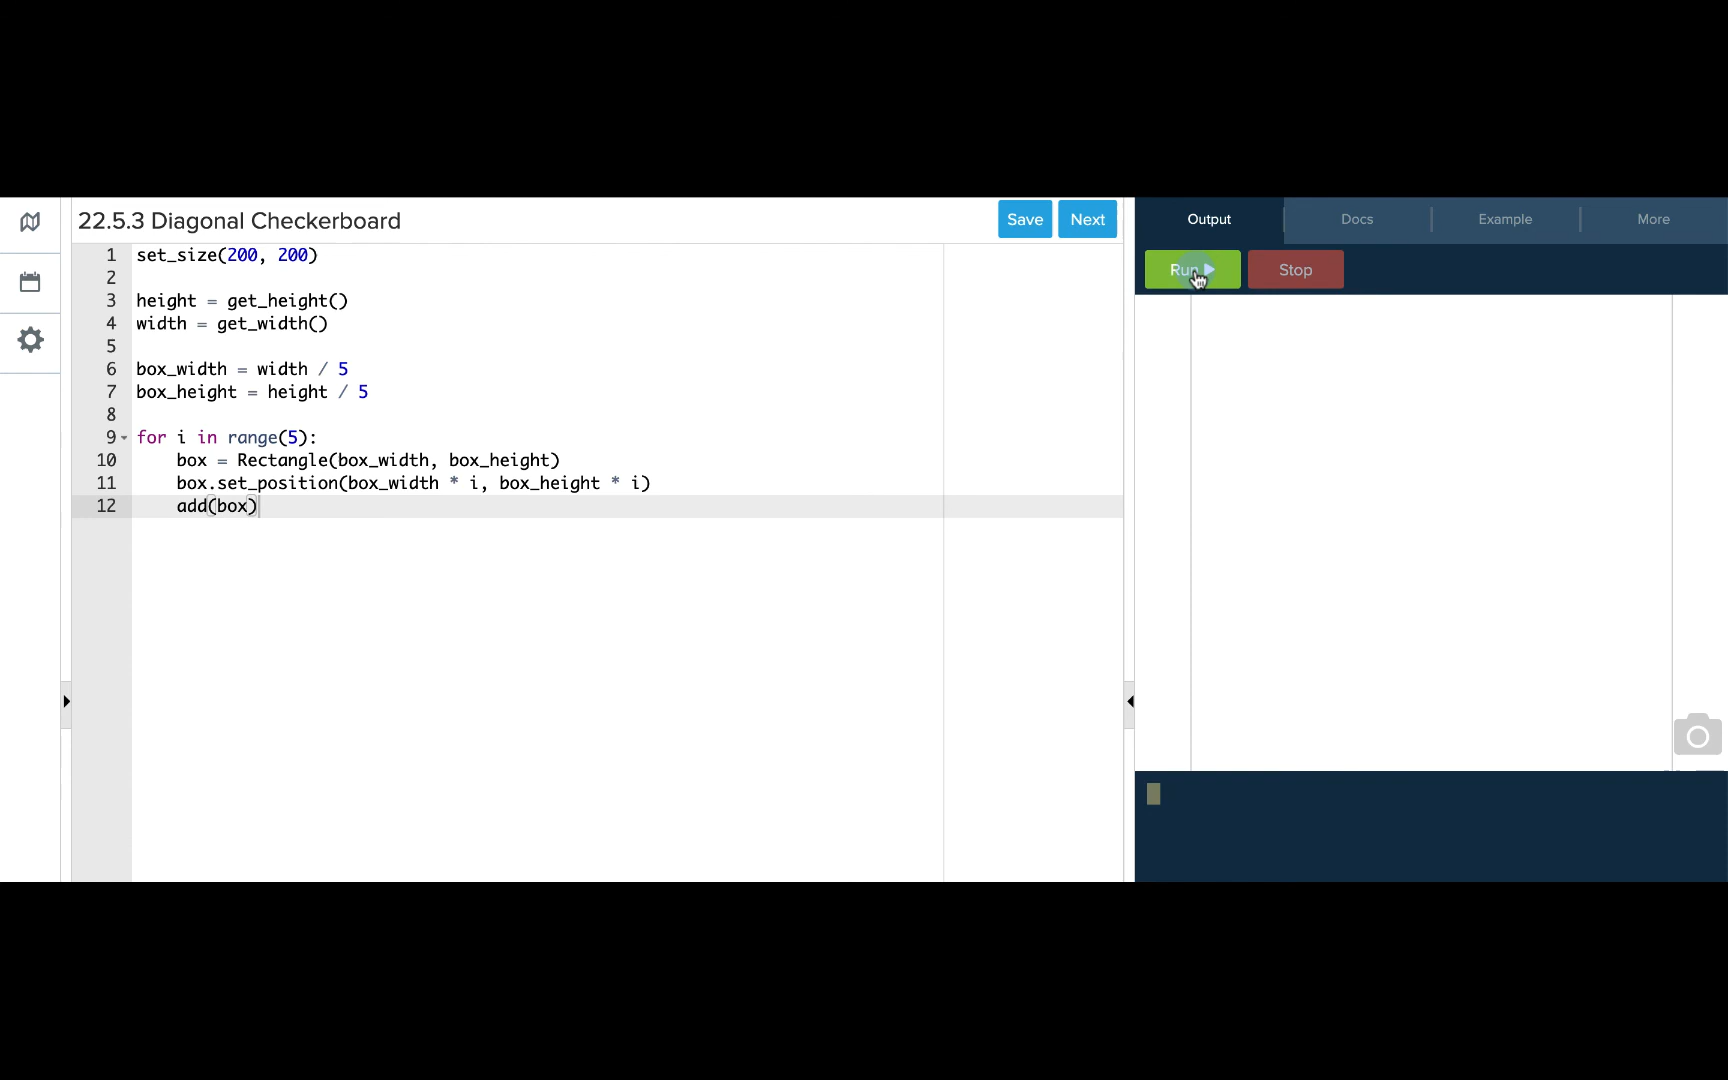 22.5.3 Diagonal Checkerboard
Save
Next
Output
Docs
Example
More
Run
Stop
1 set_size(200, 200)
2
3 height = get_height()
4 width = get_width()
5
6 box_width = width / 5
7 box_height = height / 5
8
9 for i in range(5):
10     box = Rectangle(box_width, box_height)
11     box.set_position(box_width * i, box_height * i)
12     add(box)